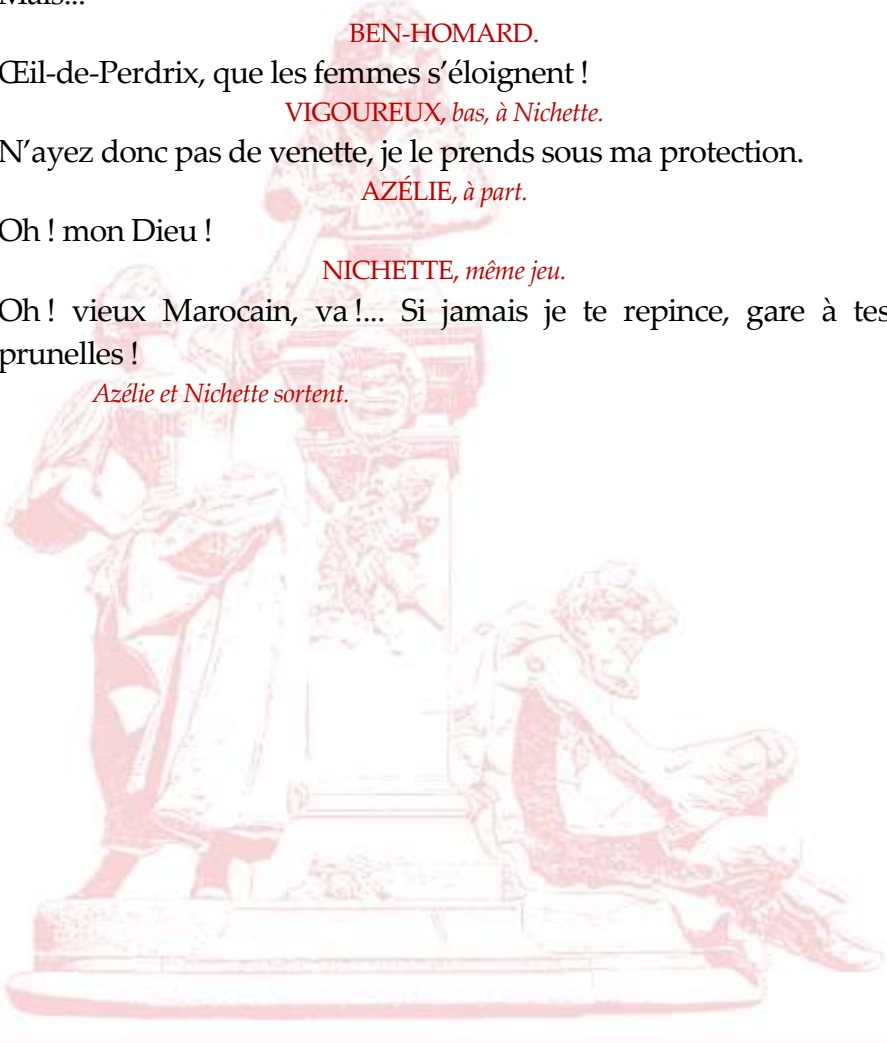 Mais...
BEN-HOMARD.
Œil-de-Perdrix, que les femmes s’éloignent !
VIGOUREUX, bas, à Nichette.
N’ayez donc pas de venette, je le prends sous ma protection.
AZÉLIE, à part.
Oh ! mon Dieu !
NICHETTE, même jeu.
Oh ! vieux Marocain, va !... Si jamais je te repince, gare à tes
prunelles !
Azélie et Nichette sortent.